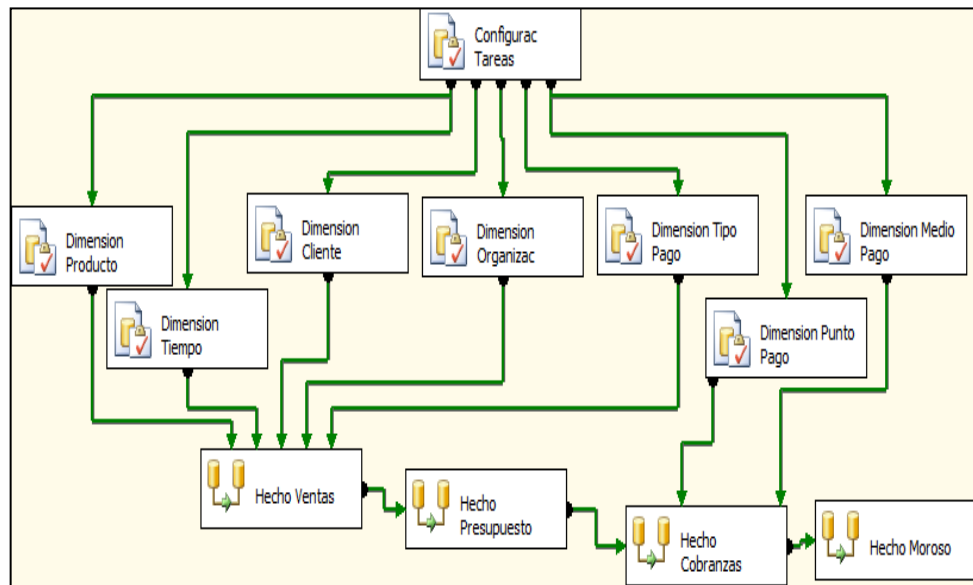 Configurac
Tareas
Dimension
Producto
Dimension
Cliente
Dimension
Organizac
Dimension Tipo
Pago
Dimension Medio
Pago
Dimension
Tiempo
Dimension Punto
Pago
Hecho Ventas
Hecho
Presupuesto
Hecho
Cobranzas
Hecho Moroso